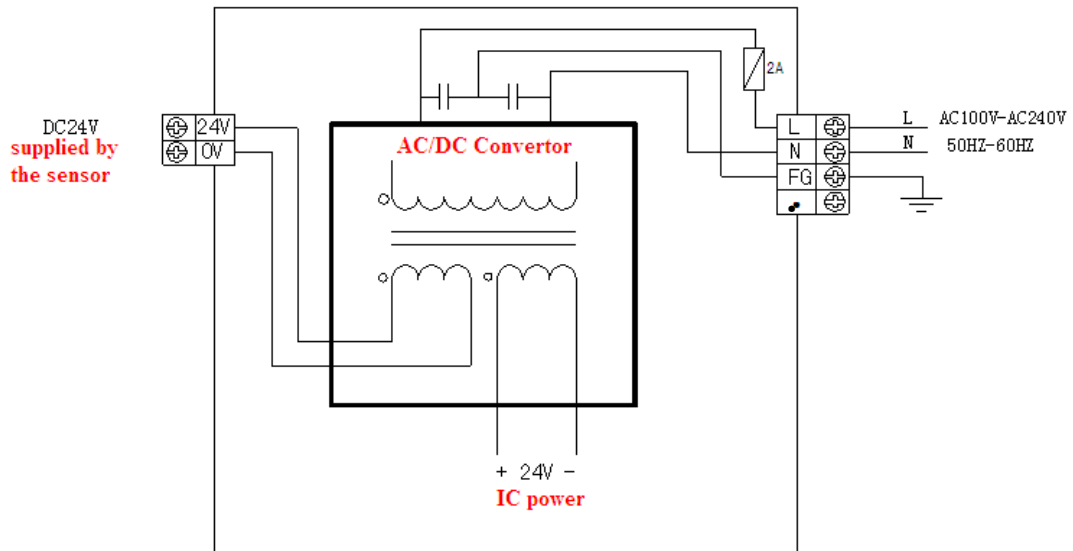 2A
DC24V
supplied by
the sensor
24V
0V
AC/DC Convertor
L
N
FG
L
AC100V-AC240V
N
50HZ-60HZ
+ 24V -
IC power